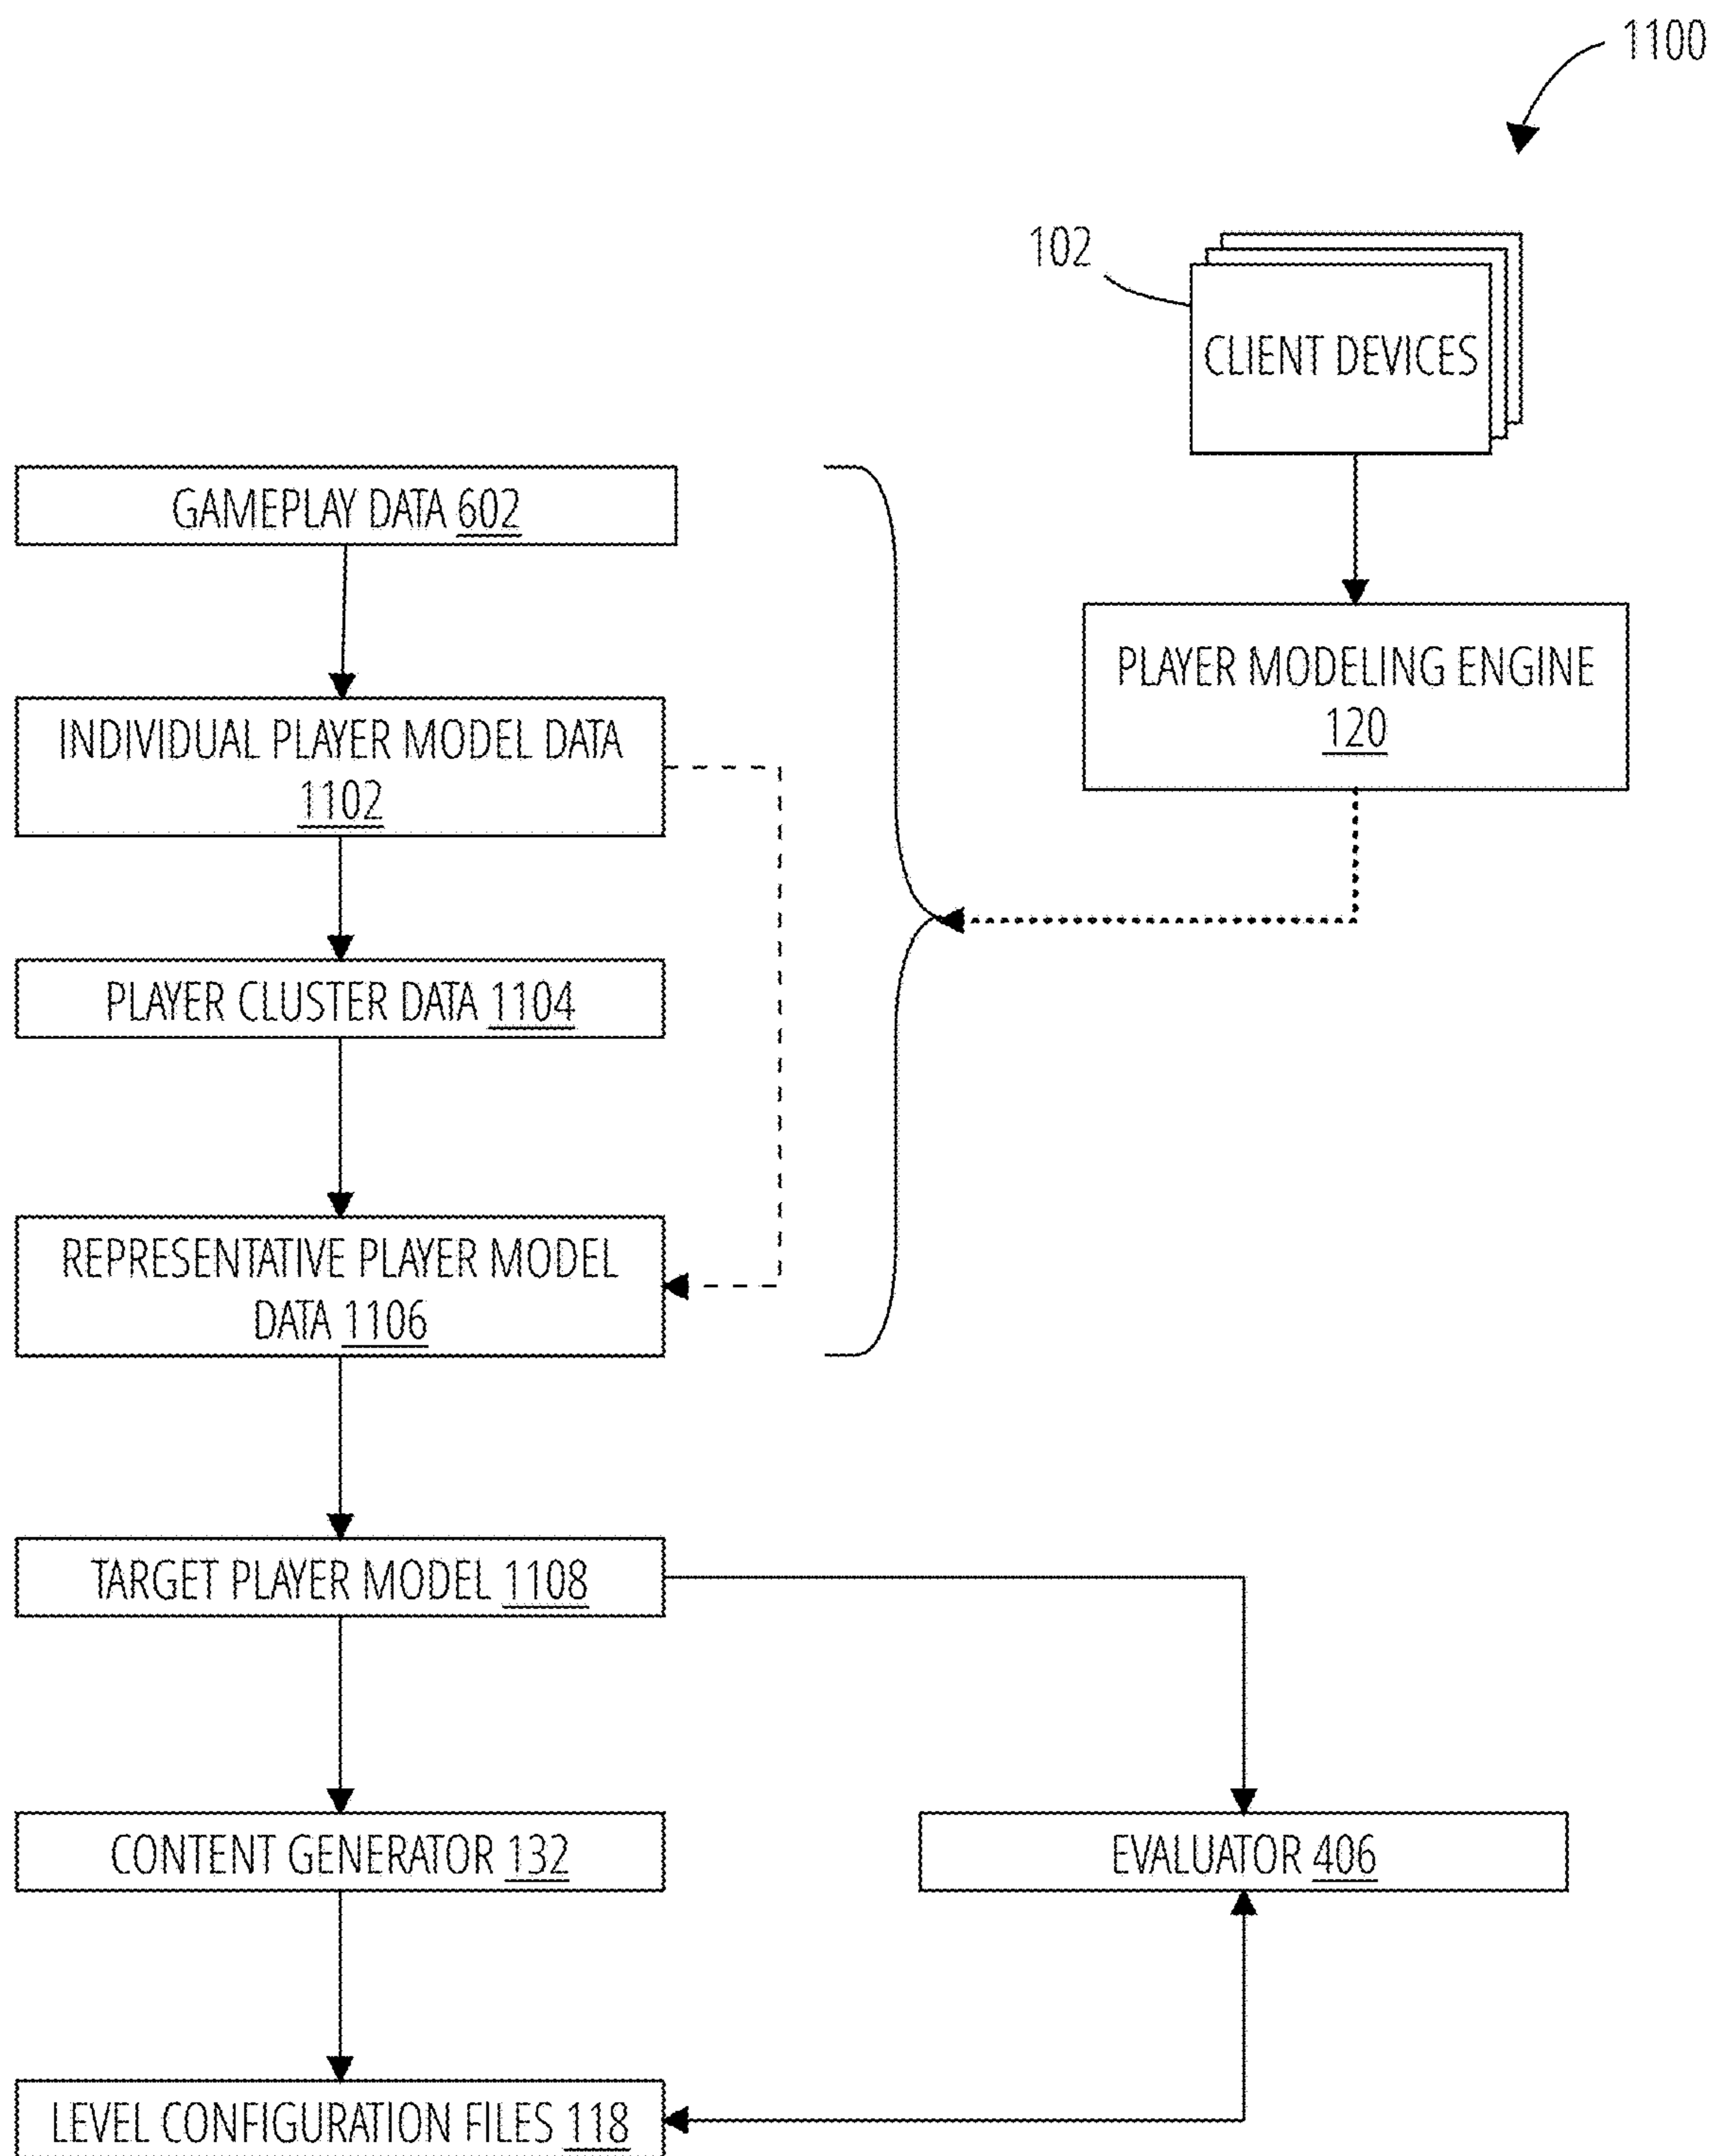 1100
102
CLIENT DEVICES
GAMEPLAY DATA 602
PLAYER MODELING ENGINE
120
INDIVIDUAL PLAYER MODEL DATA
1102
PLAYER CLUSTER DATA 1104
REPRESENTATIVE PLAYER MODEL
DATA 1106
TARGET PLAYER MODEL 1108
CONTENT GENERATOR 132
EVALUATOR 406
LEVEL CONFIGURATION FILES 118